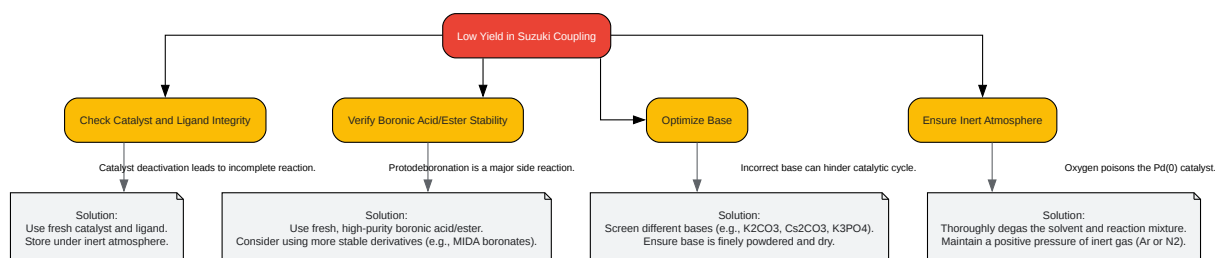 Low Yield in Suzuki Coupling
Check Catalyst and Ligand Integrity
Verify Boronic Acid/Ester Stability
Optimize Base
Ensure Inert Atmosphere
Catalyst deactivation leads to incomplete reaction.
Protodeboronation is a major side reaction.
Incorrect base can hinder catalytic cycle.
Oxygen poisons the Pd(0) catalyst.
Solution:
Use fresh catalyst and ligand.
Store under inert atmosphere.
Solution:
Use fresh, high-purity boronic acid/ester.
Consider using more stable derivatives (e.g., MIDA boronates).
Solution:
Screen different bases (e.g., K2CO3, Cs2CO3, K3PO4).
Ensure base is finely powdered and dry.
Solution:
Thoroughly degas the solvent and reaction mixture.
Maintain a positive pressure of inert gas (Ar or N2).